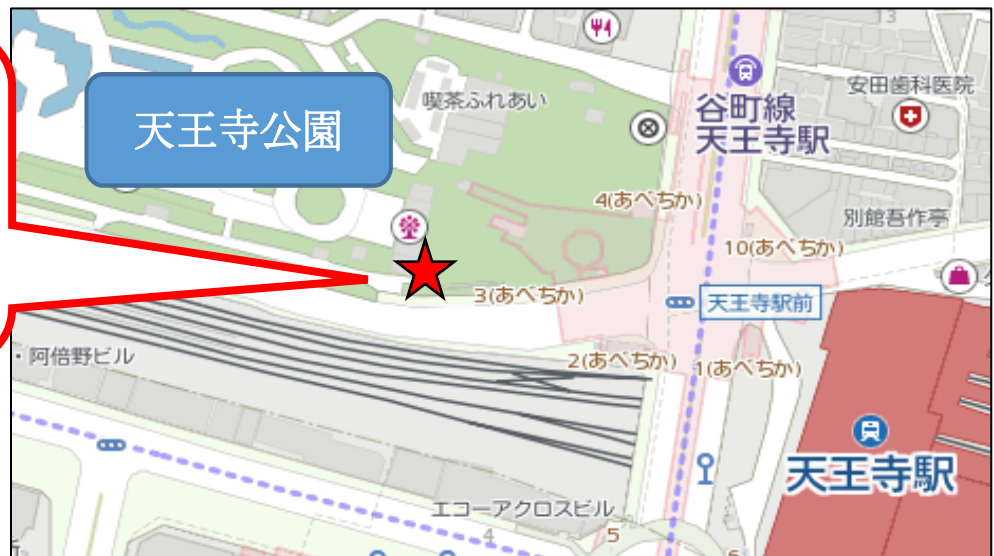 13
安田歯科医院
喫茶ふれあい
谷町線
天王寺駅
天王寺公園
4(あべちか)
別館吾作亭
10(あべちか)
3(あべちか)
天王寺駅前
・阿倍野ビル
2(あべちか)
1(あべちか)
天王寺駅
エコーアクロスビル
4
5
6